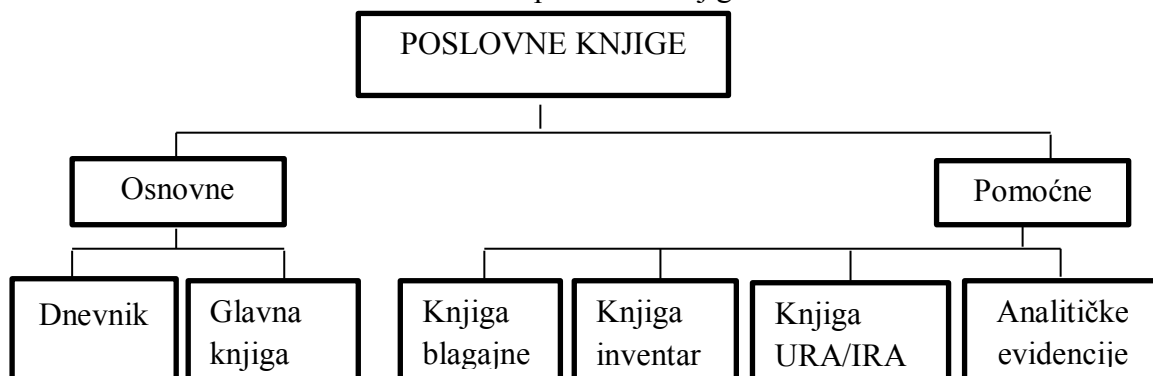 POSLOVNE KNJIGE
Osnovne
Pomoćne
Dnevnik
Glavna
knjiga
Knjiga
blagajne
Knjiga
inventar
Knjiga
URA/IRA
Analitičke
evidencije